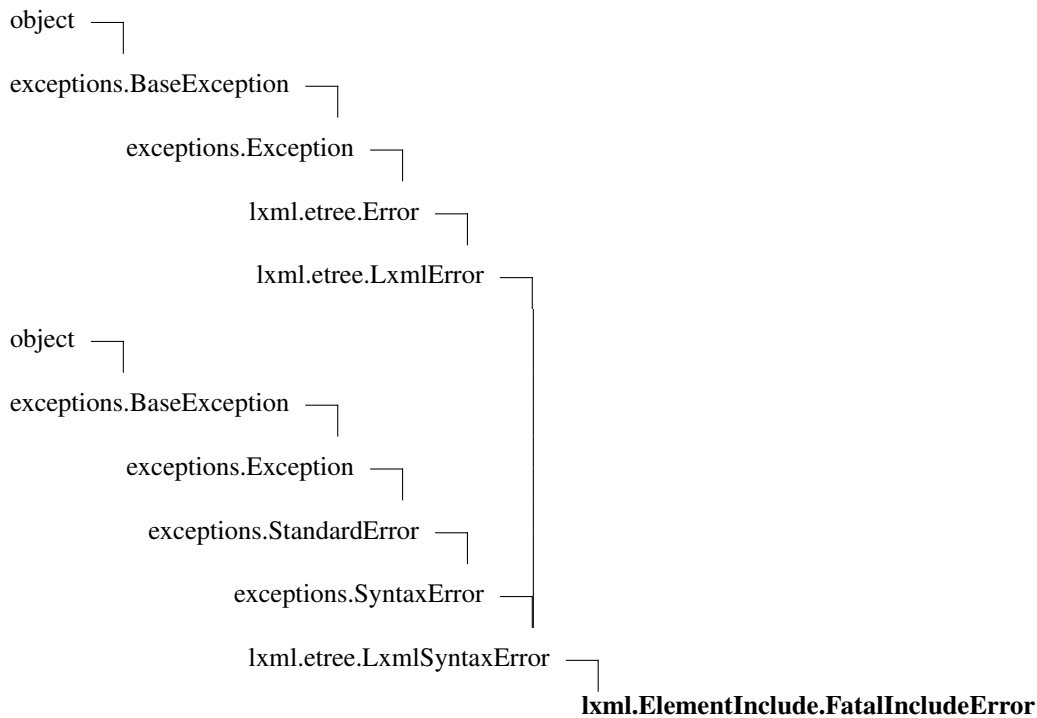 object
exceptions.BaseException
exceptions.Exception
lxml.etree.Error
lxml.etree.LxmlError
object
exceptions.BaseException
exceptions.Exception
exceptions.StandardError
exceptions.SyntaxError
lxml.etree.LxmlSyntaxError
lxml.ElementInclude.FatalIncludeError